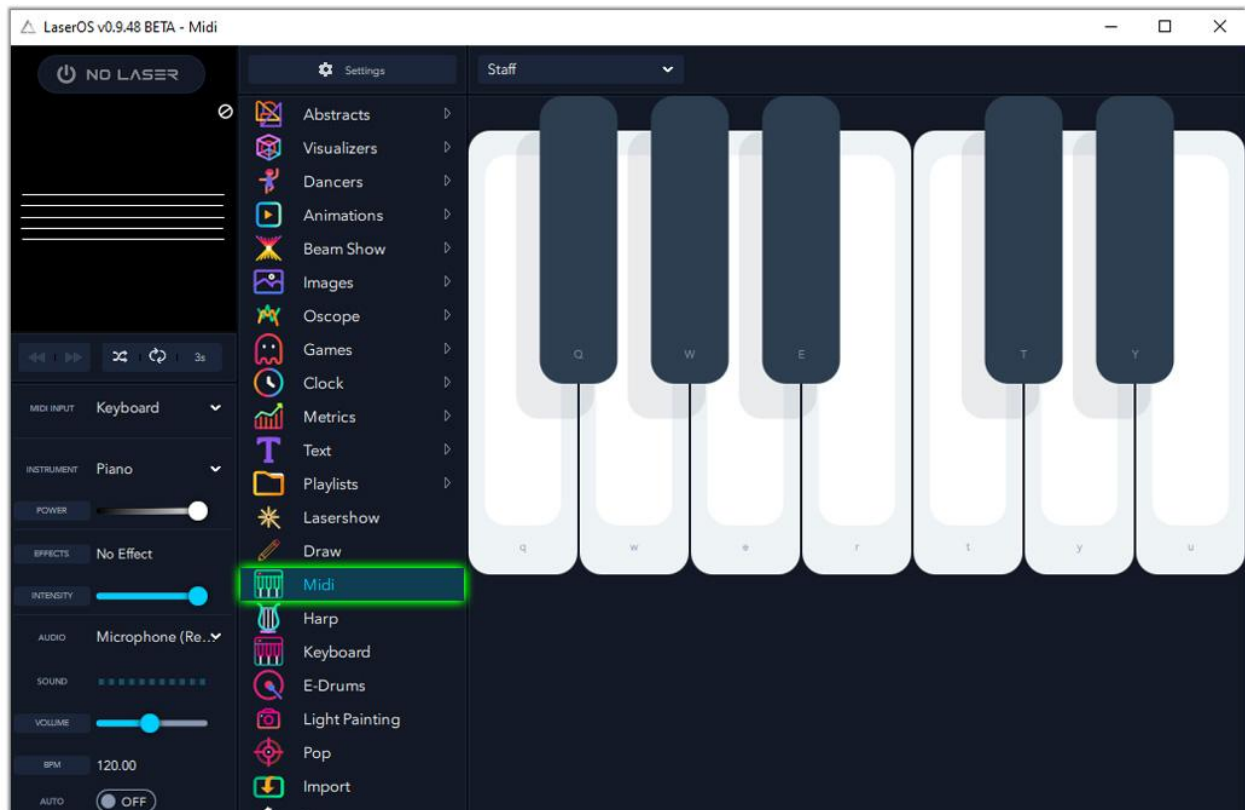 LaserOS v0.9.48 BETA - Midi
NO LASER
3s
MIDI INPUT Keyboard
INSTRUMENT Piano
POWER
EFFECTS No Effect
INTENSITY
AUDIO Microphone (Re...
SOUND
VOLUME
BPM 120.00
AUTO OFF
Settings
Abstracts
Visualizers
Dancers
Animations
Beam Show
Images
Oscope
Games
Clock
Metrics
Text
Playlists
Lasershow
Draw
Midi
Harp
Keyboard
E-Drums
Light Painting
Pop
Import
Staff
Q W E T Y
q w e r t y u